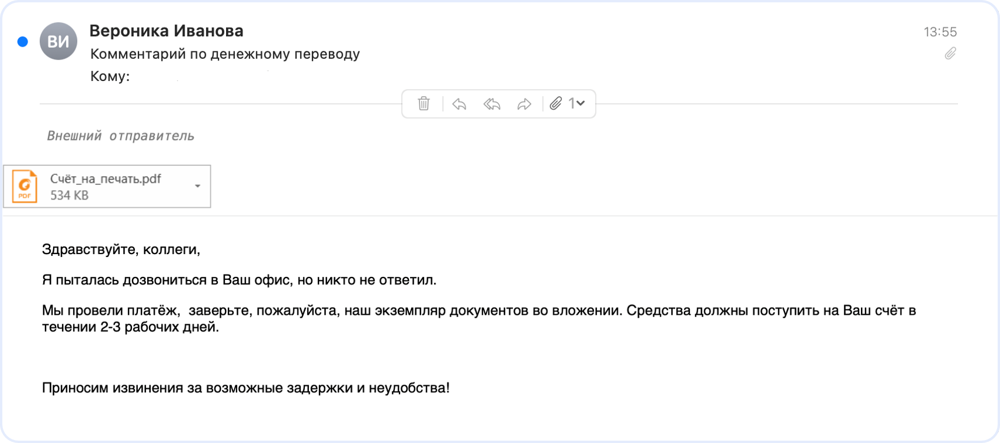 Вероника Иванова
13:55
ВИ
Комментарий по денежному переводу
Кому:
1
Внешний отправитель
Счёт_на_печать.pdf
PDF
534 KB
Здравствуйте, коллеги,
Я пыталась дозвониться в Ваш офис, но никто не ответил.
Мы провели платёж,  заверьте, пожалуйста, наш экземпляр документов во вложении. Средства должны поступить на Ваш счёт в
течении 2-3 рабочих дней.
Приносим извинения за возможные задержки и неудобства!